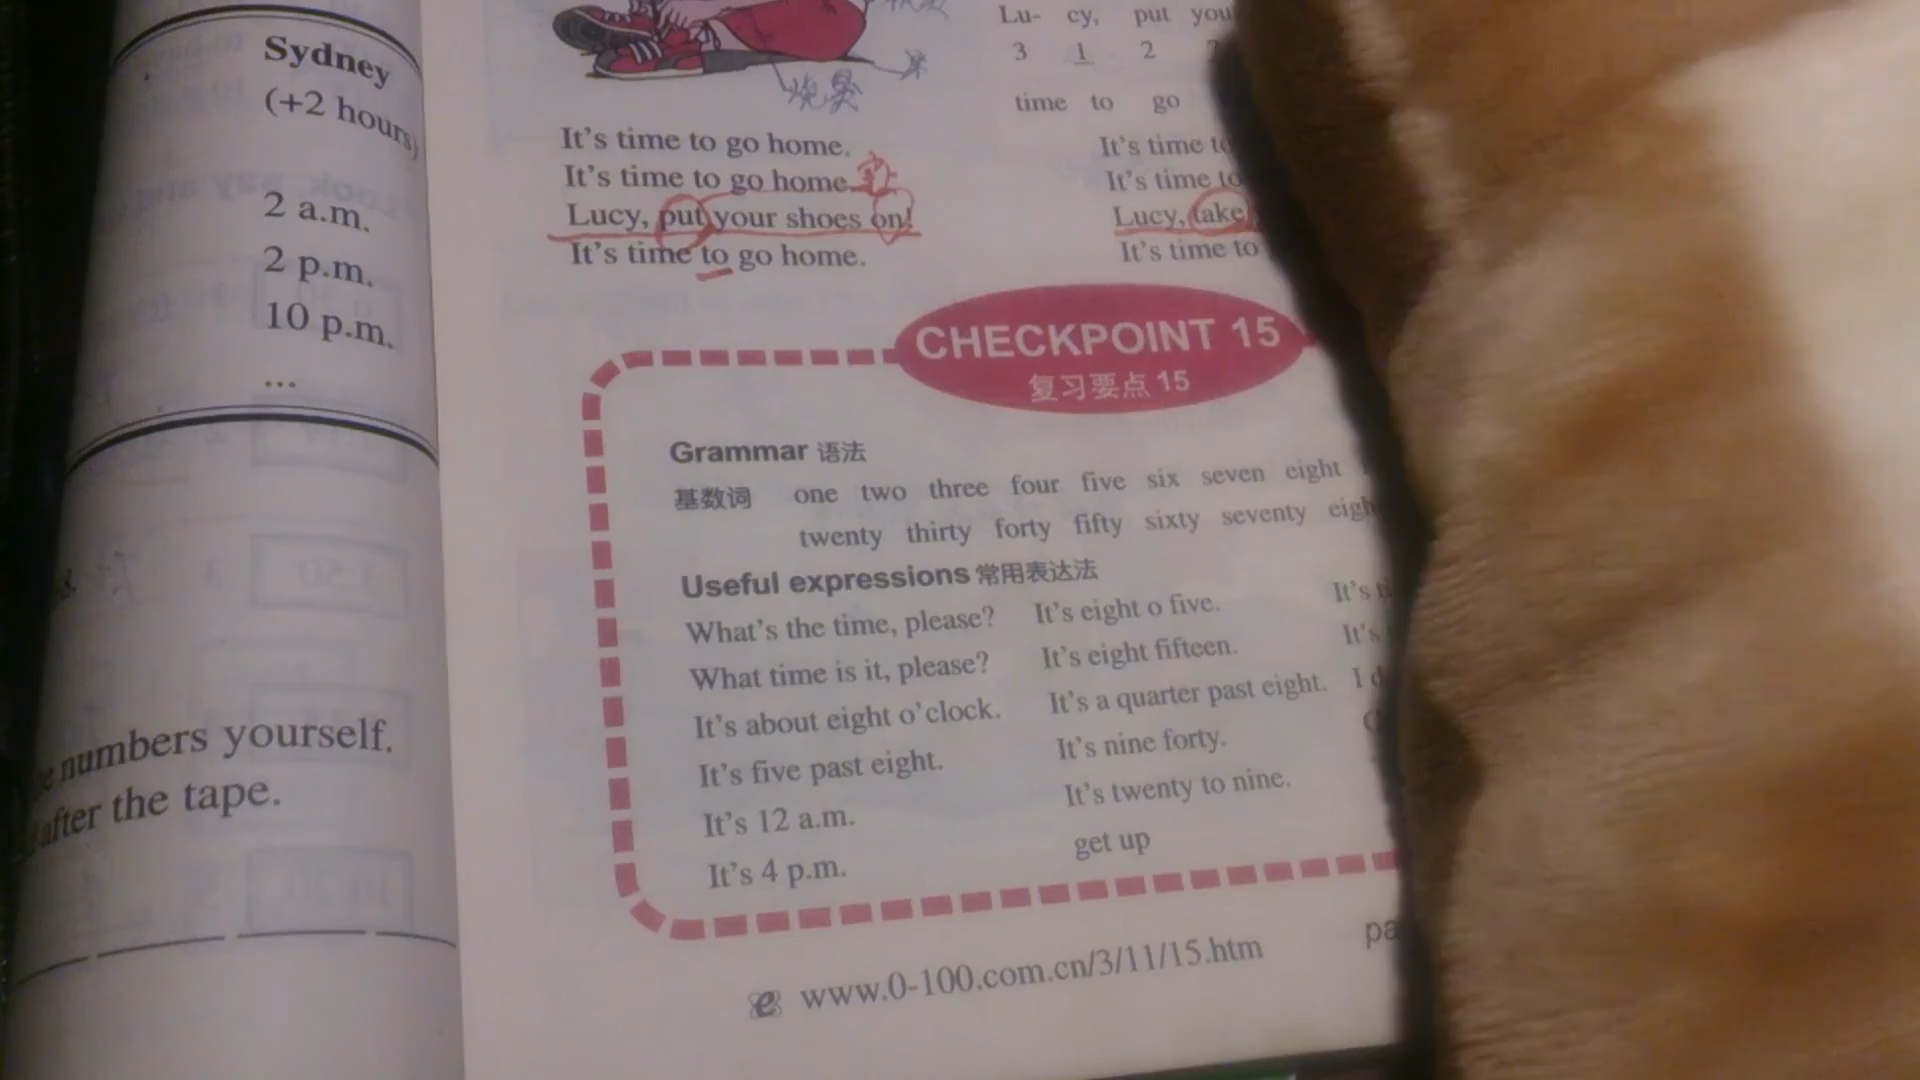 Sydney
(+2 hours)
2 a.m.
2 p.m.
10 p.m.
...
numbers yourself.
after the tape.
Lu- cy, put you
3 1 2
time to go
It's time to go home.
It's time to go home.
Lucy, put your shoes on!
It's time to go home.
It's time to
It's time to
Lucy, take
It's time to
CHECKPOINT 15
复习要点 15
Grammar 语法
基数词 one two three four five six seven eight
twenty thirty forty fifty sixty seventy eigh
Useful expressions 常用表达法
What's the time, please? It's eight o five. It's
What time is it, please? It's eight fifteen. It's
It's about eight o'clock. It's a quarter past eight. I
It's five past eight. It's nine forty.
It's 12 a.m. It's twenty to nine.
It's 4 p.m. get up
e www.0-100.com.cn/3/11/15.htm pa